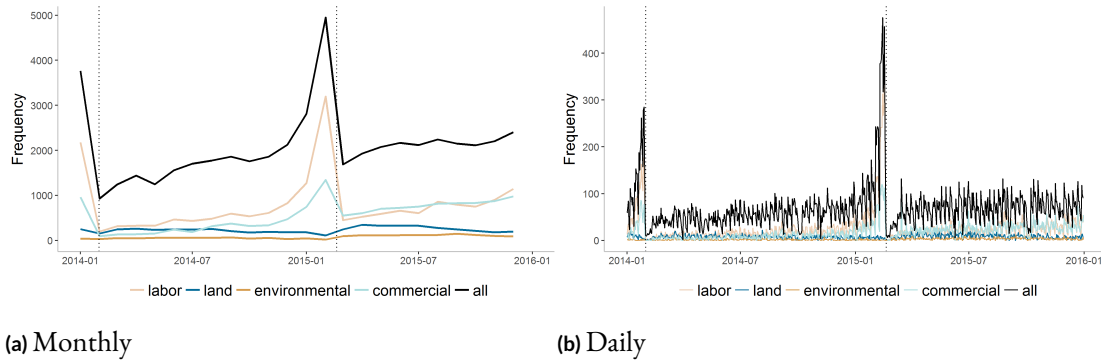 Frequency
5000
4000
3000
2000
1000
0
2014-01 2014-07 2015-01 2015-07 2016-01
labor land environmental commercial all
(a) Monthly
Frequency
400
300
200
100
0
2014-01 2014-07 2015-01 2015-07 2016-01
labor land environmental commercial all
(b) Daily